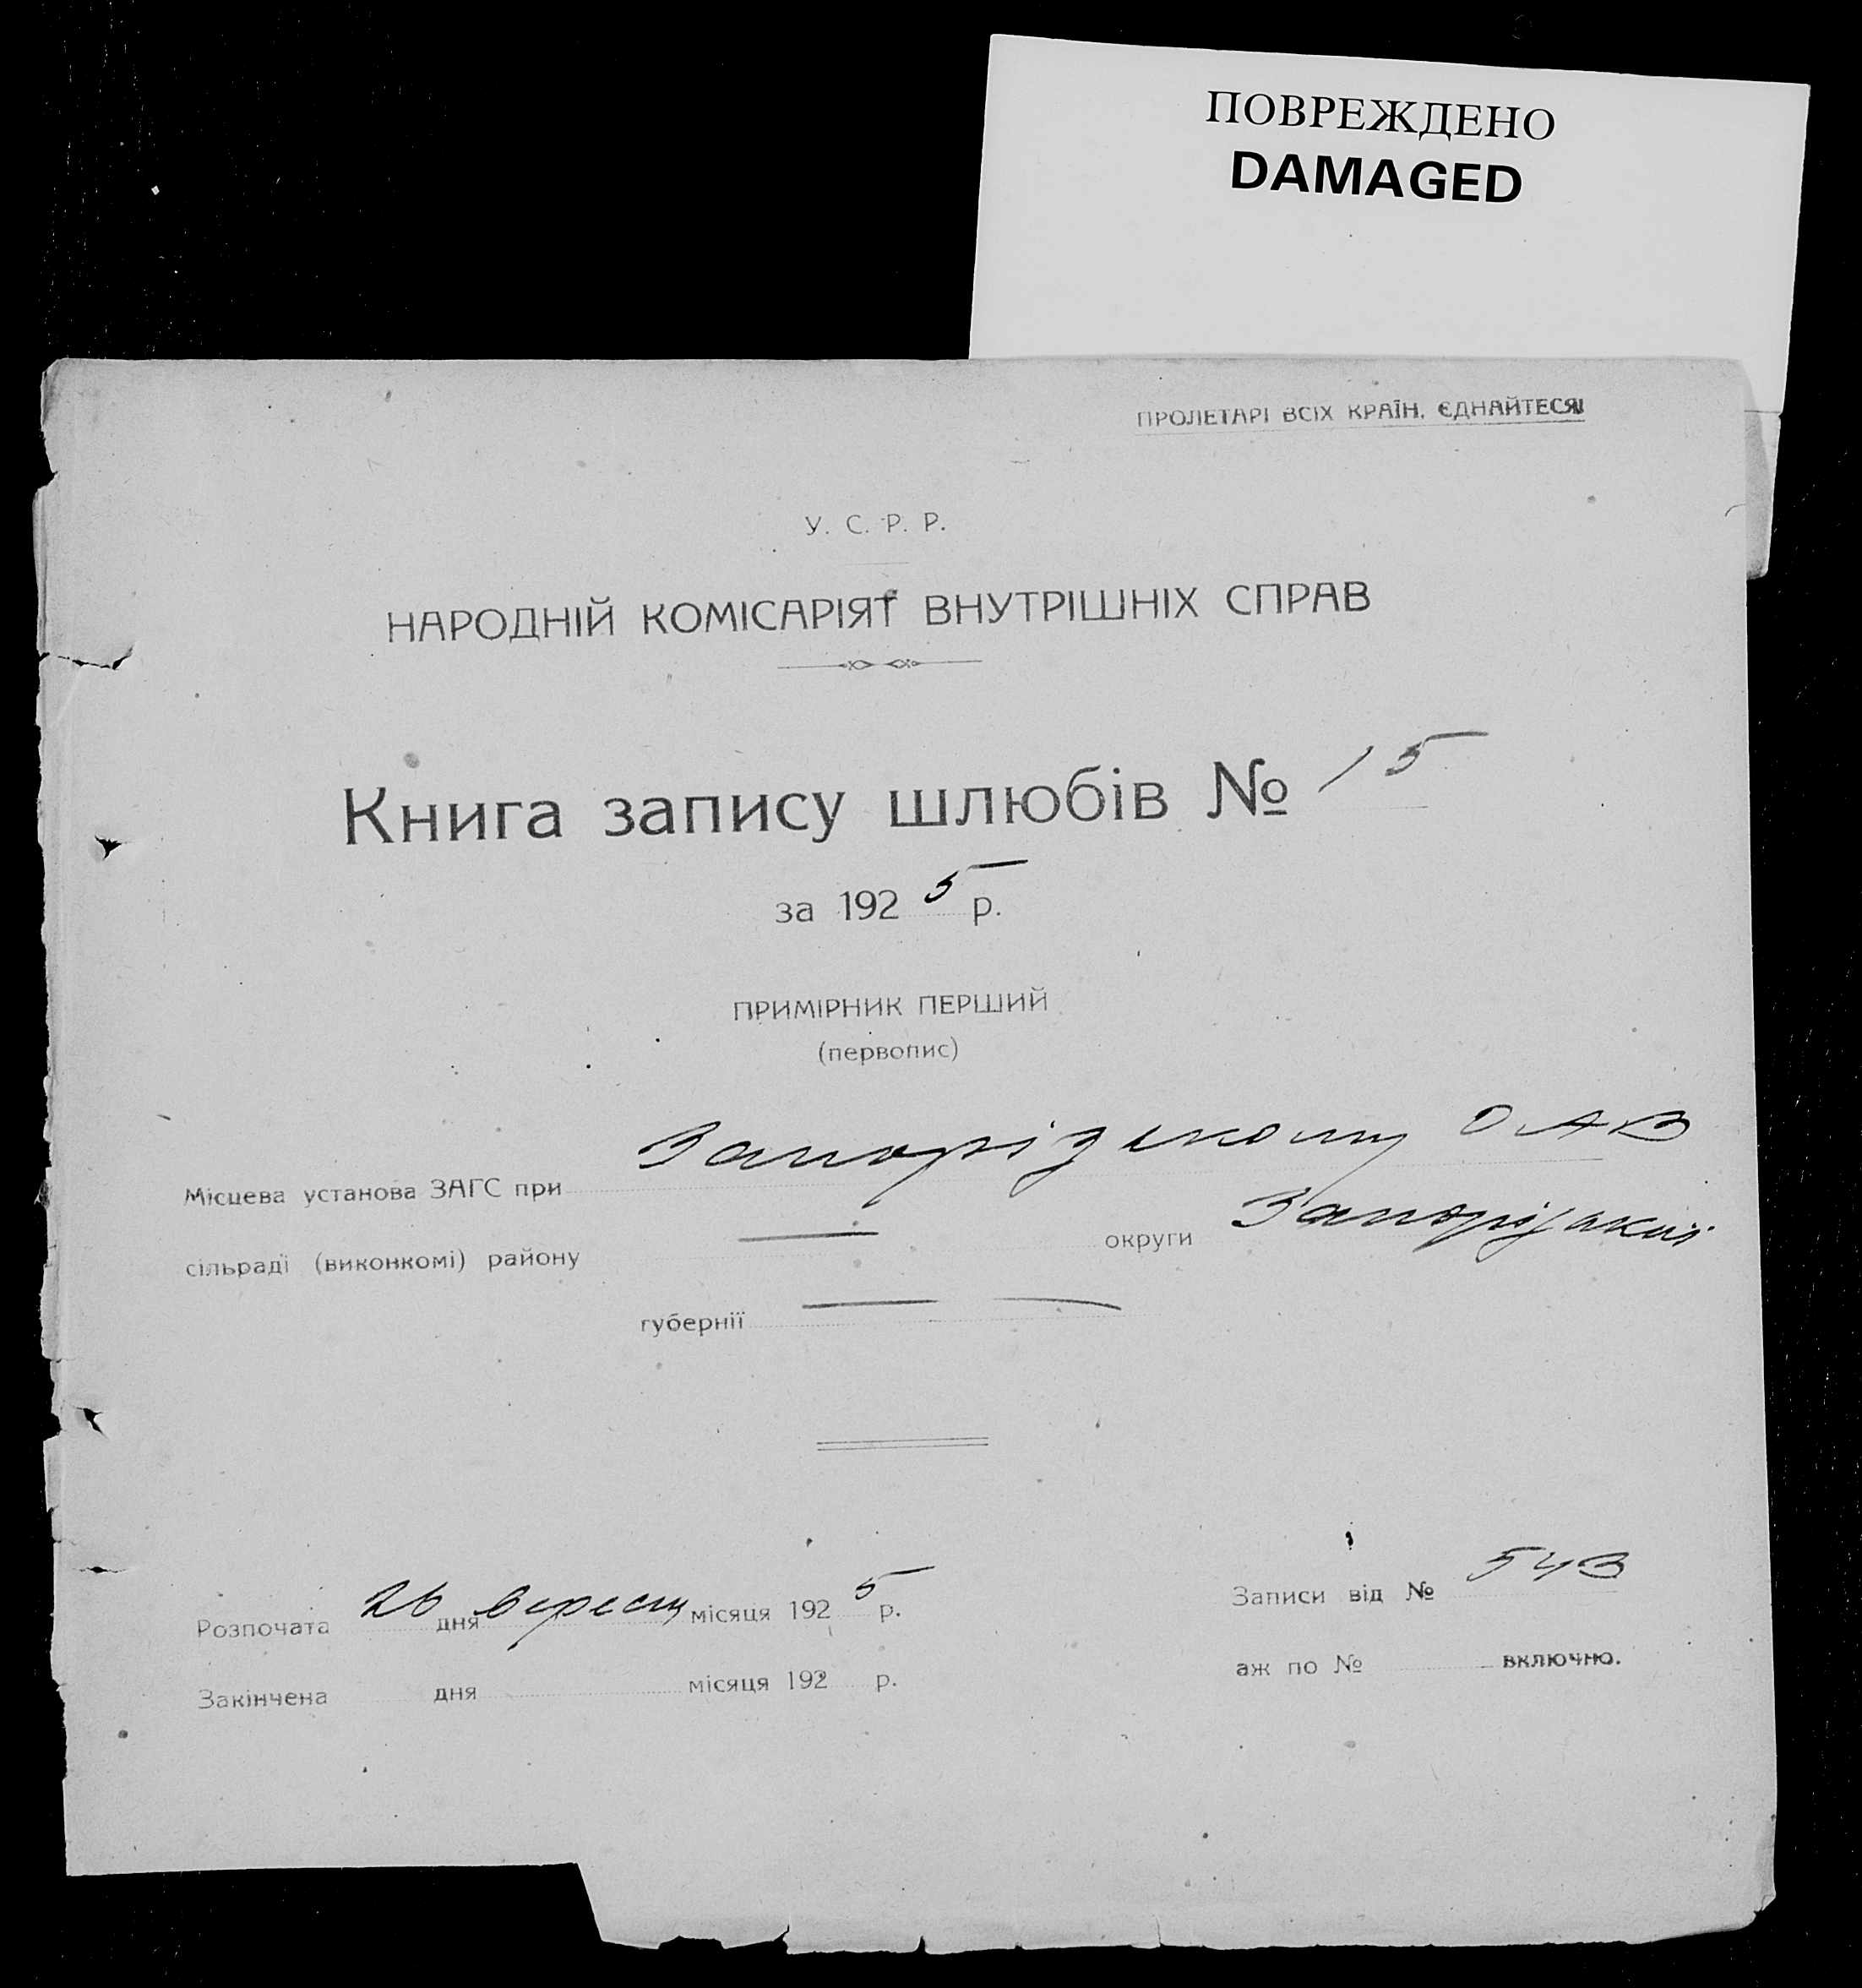 ПОВРЕЖДЕНО
DAMAGED
ПРОЛЕТАРІ ВСІХ КРАЇН, ЄДНАЙТЕСЯ!
У. С. Р. Р.
НАРОДНІЙ КОМІСАРІЯТ ВНУТРІШНІХ СПРАВ
Книга запису шлюбів № 15
за 1925 р.
ПРИМІРНИК ПЕРШИЙ
(первопис)
Місцева установа ЗАГС при Запорізькому ОАВ
сільраді (виконкомі) району — округи Запорізької
губернії — —
Розпочата 26 дня вересня місяця 1925 р.
Записи від № 543
Закінчена дня місяця 192 р.
аж по № включно.